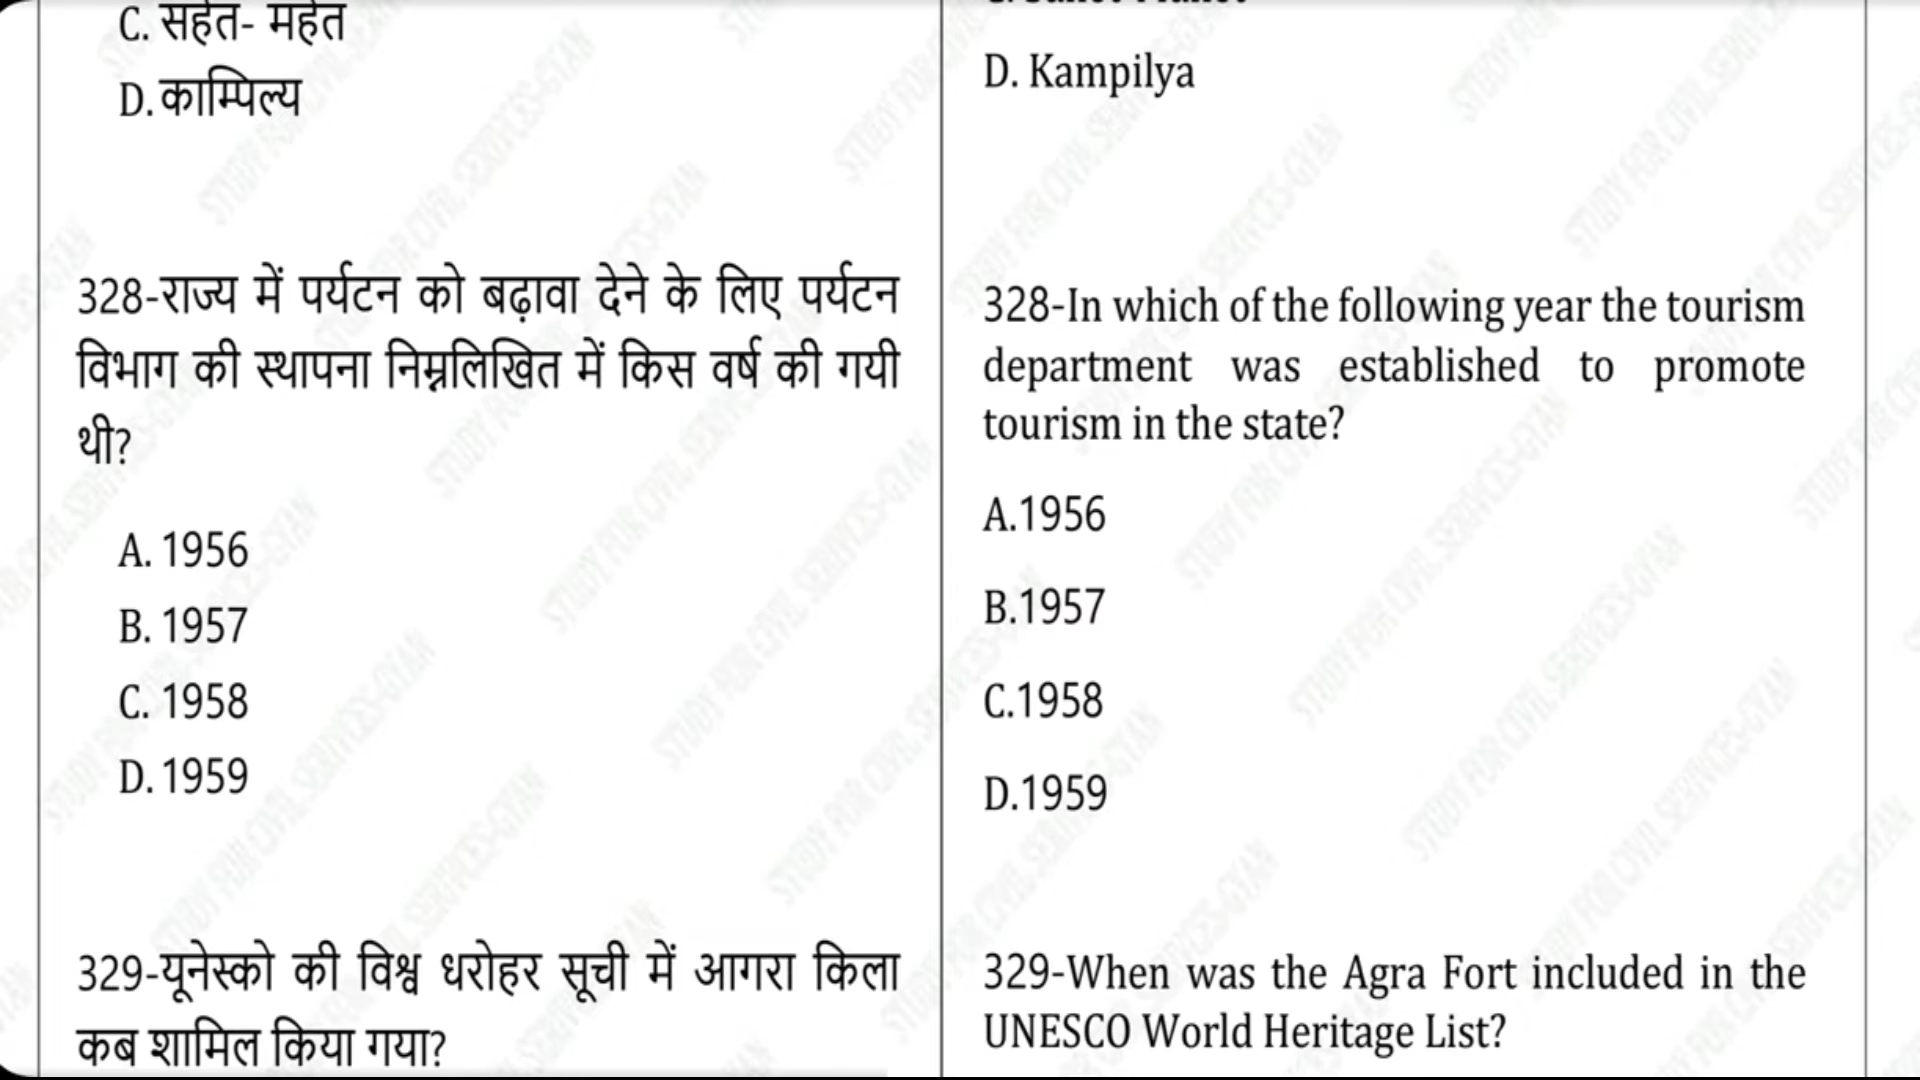 C. सहेत- महेत
D. काम्पिल्य
328-राज्य में पर्यटन को बढ़ावा देने के लिए पर्यटन
विभाग की स्थापना निम्नलिखित में किस वर्ष की गयी
थी?
A. 1956
B. 1957
C. 1958
D. 1959
329-यूनेस्को की विश्व धरोहर सूची में आगरा किला
कब शामिल किया गया?
D. Kampilya
328-In which of the following year the tourism
department was established to promote
tourism in the state?
A.1956
B.1957
C.1958
D.1959
329-When was the Agra Fort included in the
UNESCO World Heritage List?